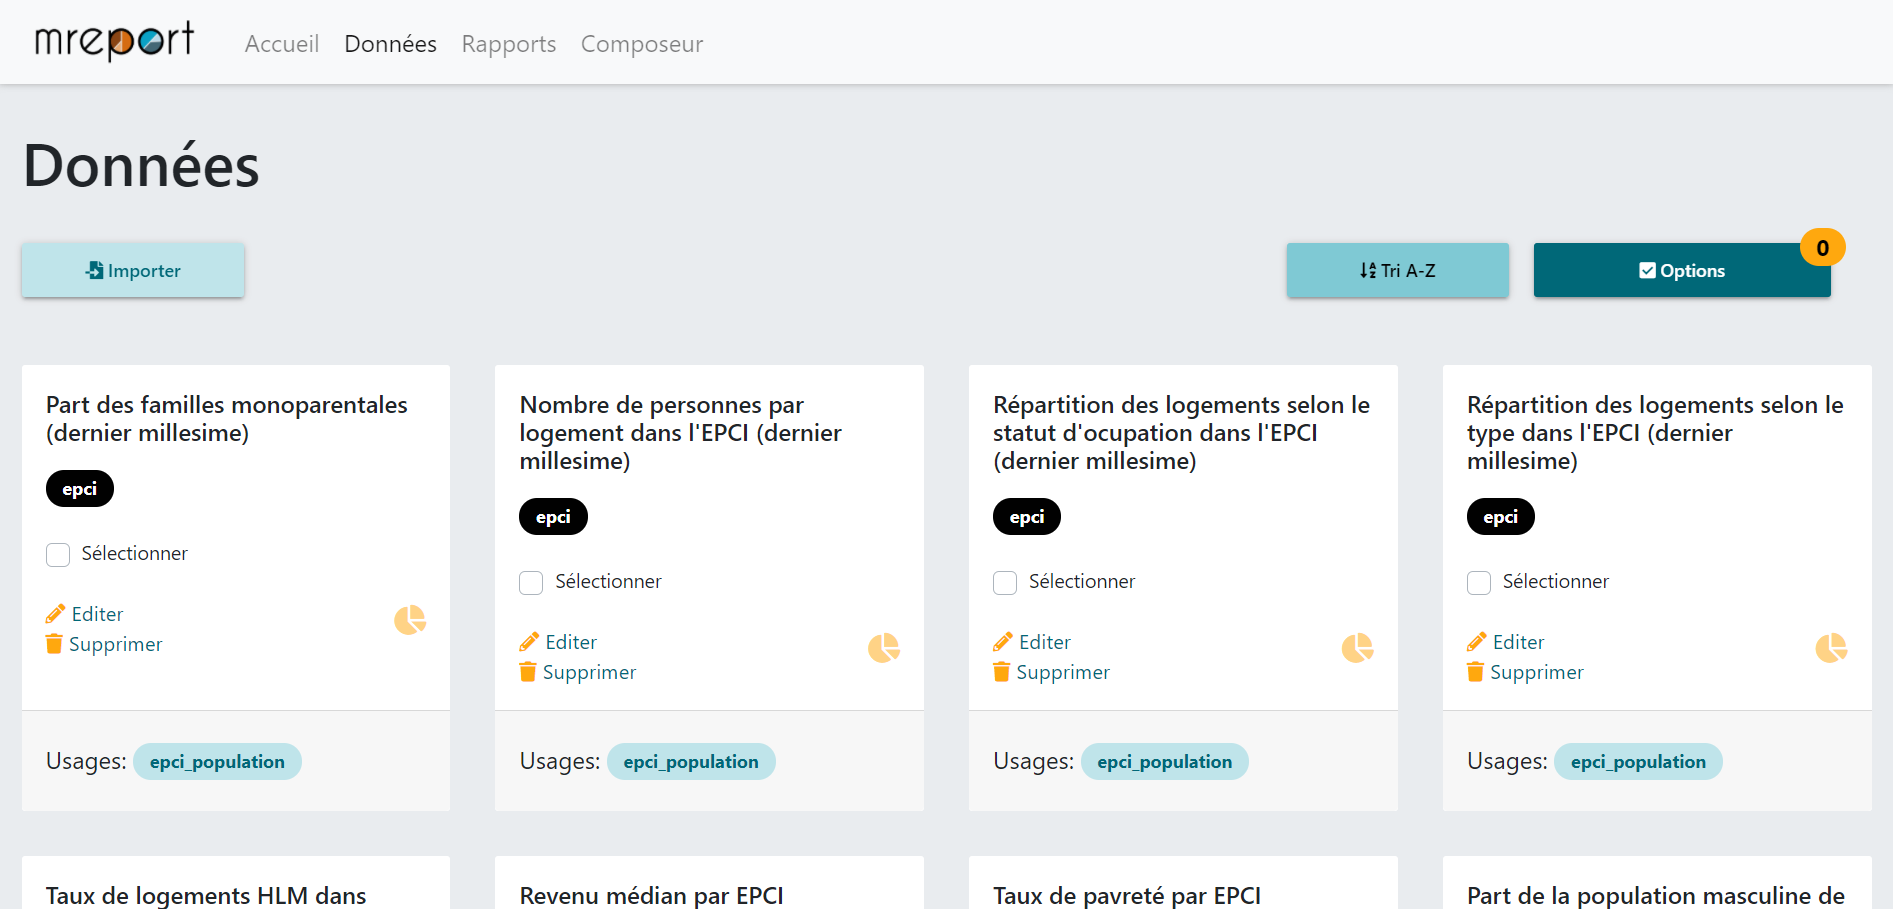 mreport Accueil Données Rapports Composeur
Données
Importer
Tri A-Z
Options
0
Part des familles monoparentales
(dernier millesime)
epci
Sélectionner
Editer
Supprimer
Usages: epci_population
Nombre de personnes par
logement dans l'EPCI (dernier
millesime)
epci
Sélectionner
Editer
Supprimer
Usages: epci_population
Répartition des logements selon le
statut d'ocupation dans l'EPCI
(dernier millesime)
epci
Sélectionner
Editer
Supprimer
Usages: epci_population
Répartition des logements selon le
type dans l'EPCI (dernier
millesime)
epci
Sélectionner
Editer
Supprimer
Usages: epci_population
Taux de logements HLM dans
Revenu médian par EPCI
Taux de pavreté par EPCI
Part de la population masculine de